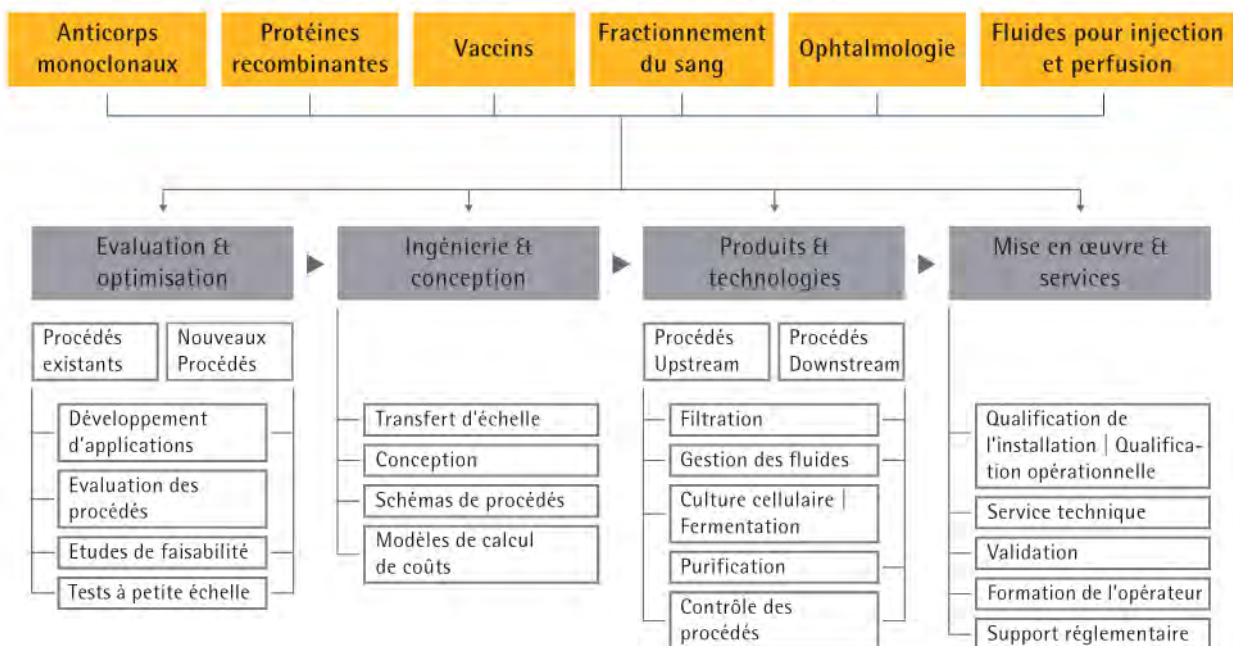 Anticorps
monoclonaux
Protéines
recombinantes
Vaccins
Fractionnement
du sang
Ophtalmologie
Fluides pour injection
et perfusion
Evaluation &
optimisation
Ingénierie &
conception
Produits &
technologies
Mise en œuvre &
services
Procédés
existants
Nouveaux
Procédés
Développement
d'applications
Evaluation des
procédés
Etudes de faisabilité
Tests à petite échelle
Transfert d'échelle
Conception
Schémas de procédés
Modèles de calcul
de coûts
Procédés
Upstream
Procédés
Downstream
Filtration
Gestion des fluides
Culture cellulaire |
Fermentation
Purification
Contrôle des
procédés
Qualification de
l'installation | Qualifica-
tion opérationnelle
Service technique
Validation
Formation de l'opérateur
Support réglementaire